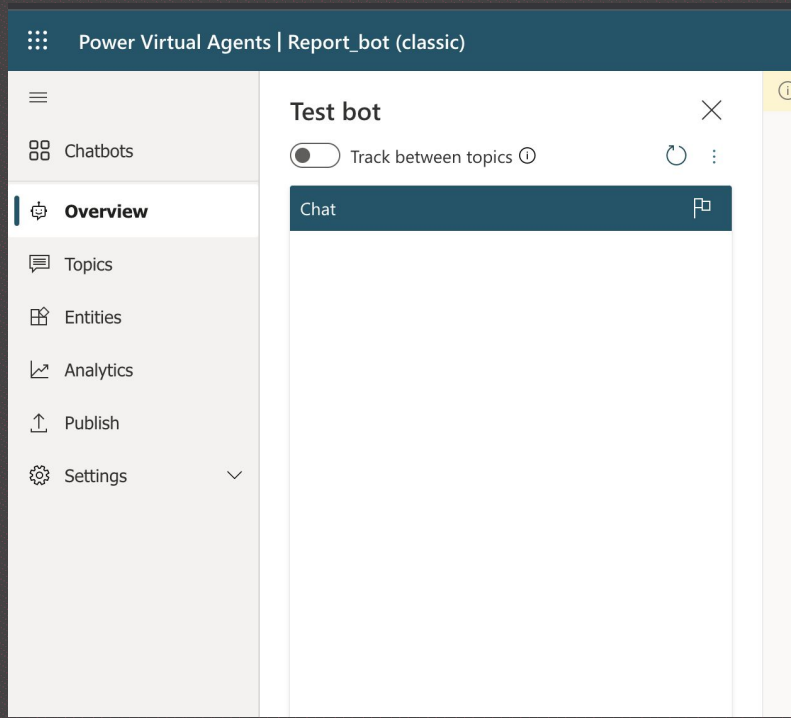 Power Virtual Agents | Report_bot (classic)
Chatbots
Overview
Topics
Entities
Analytics
Publish
Settings
Test bot
Track between topics
Chat